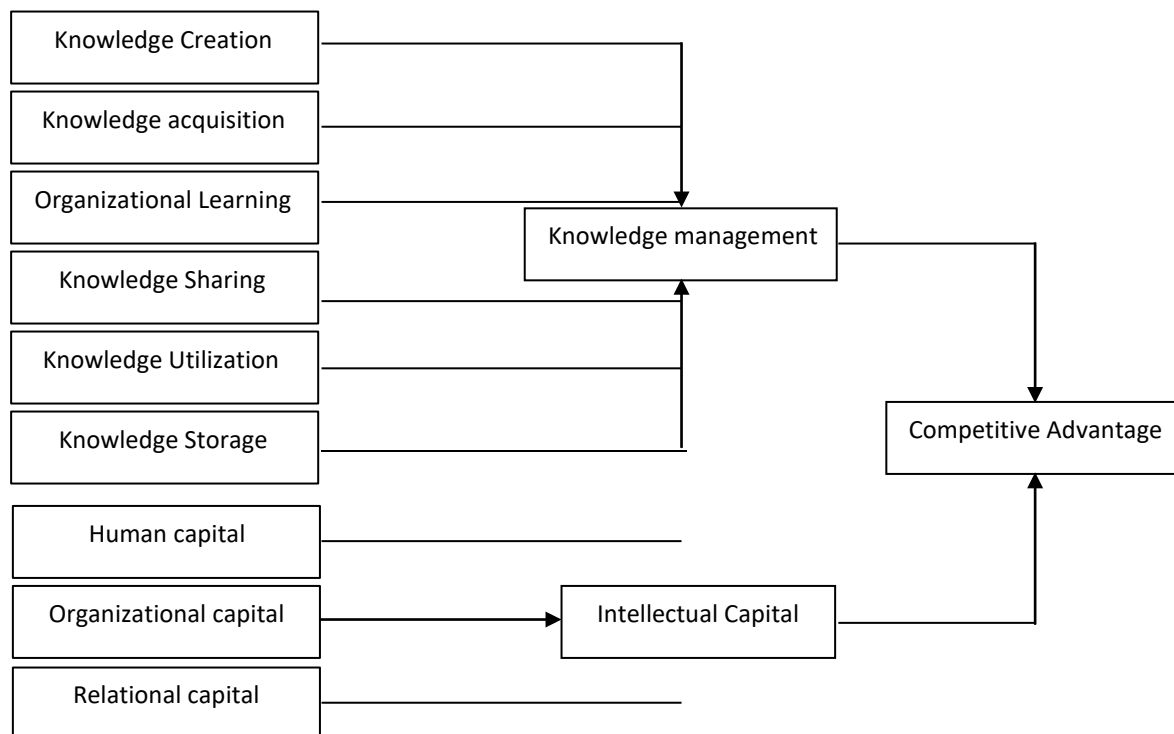 Knowledge Creation
Knowledge acquisition
Organizational Learning
Knowledge management
Knowledge Sharing
Knowledge Utilization
Knowledge Storage
Competitive Advantage
Human capital
Organizational capital
Intellectual Capital
Relational capital